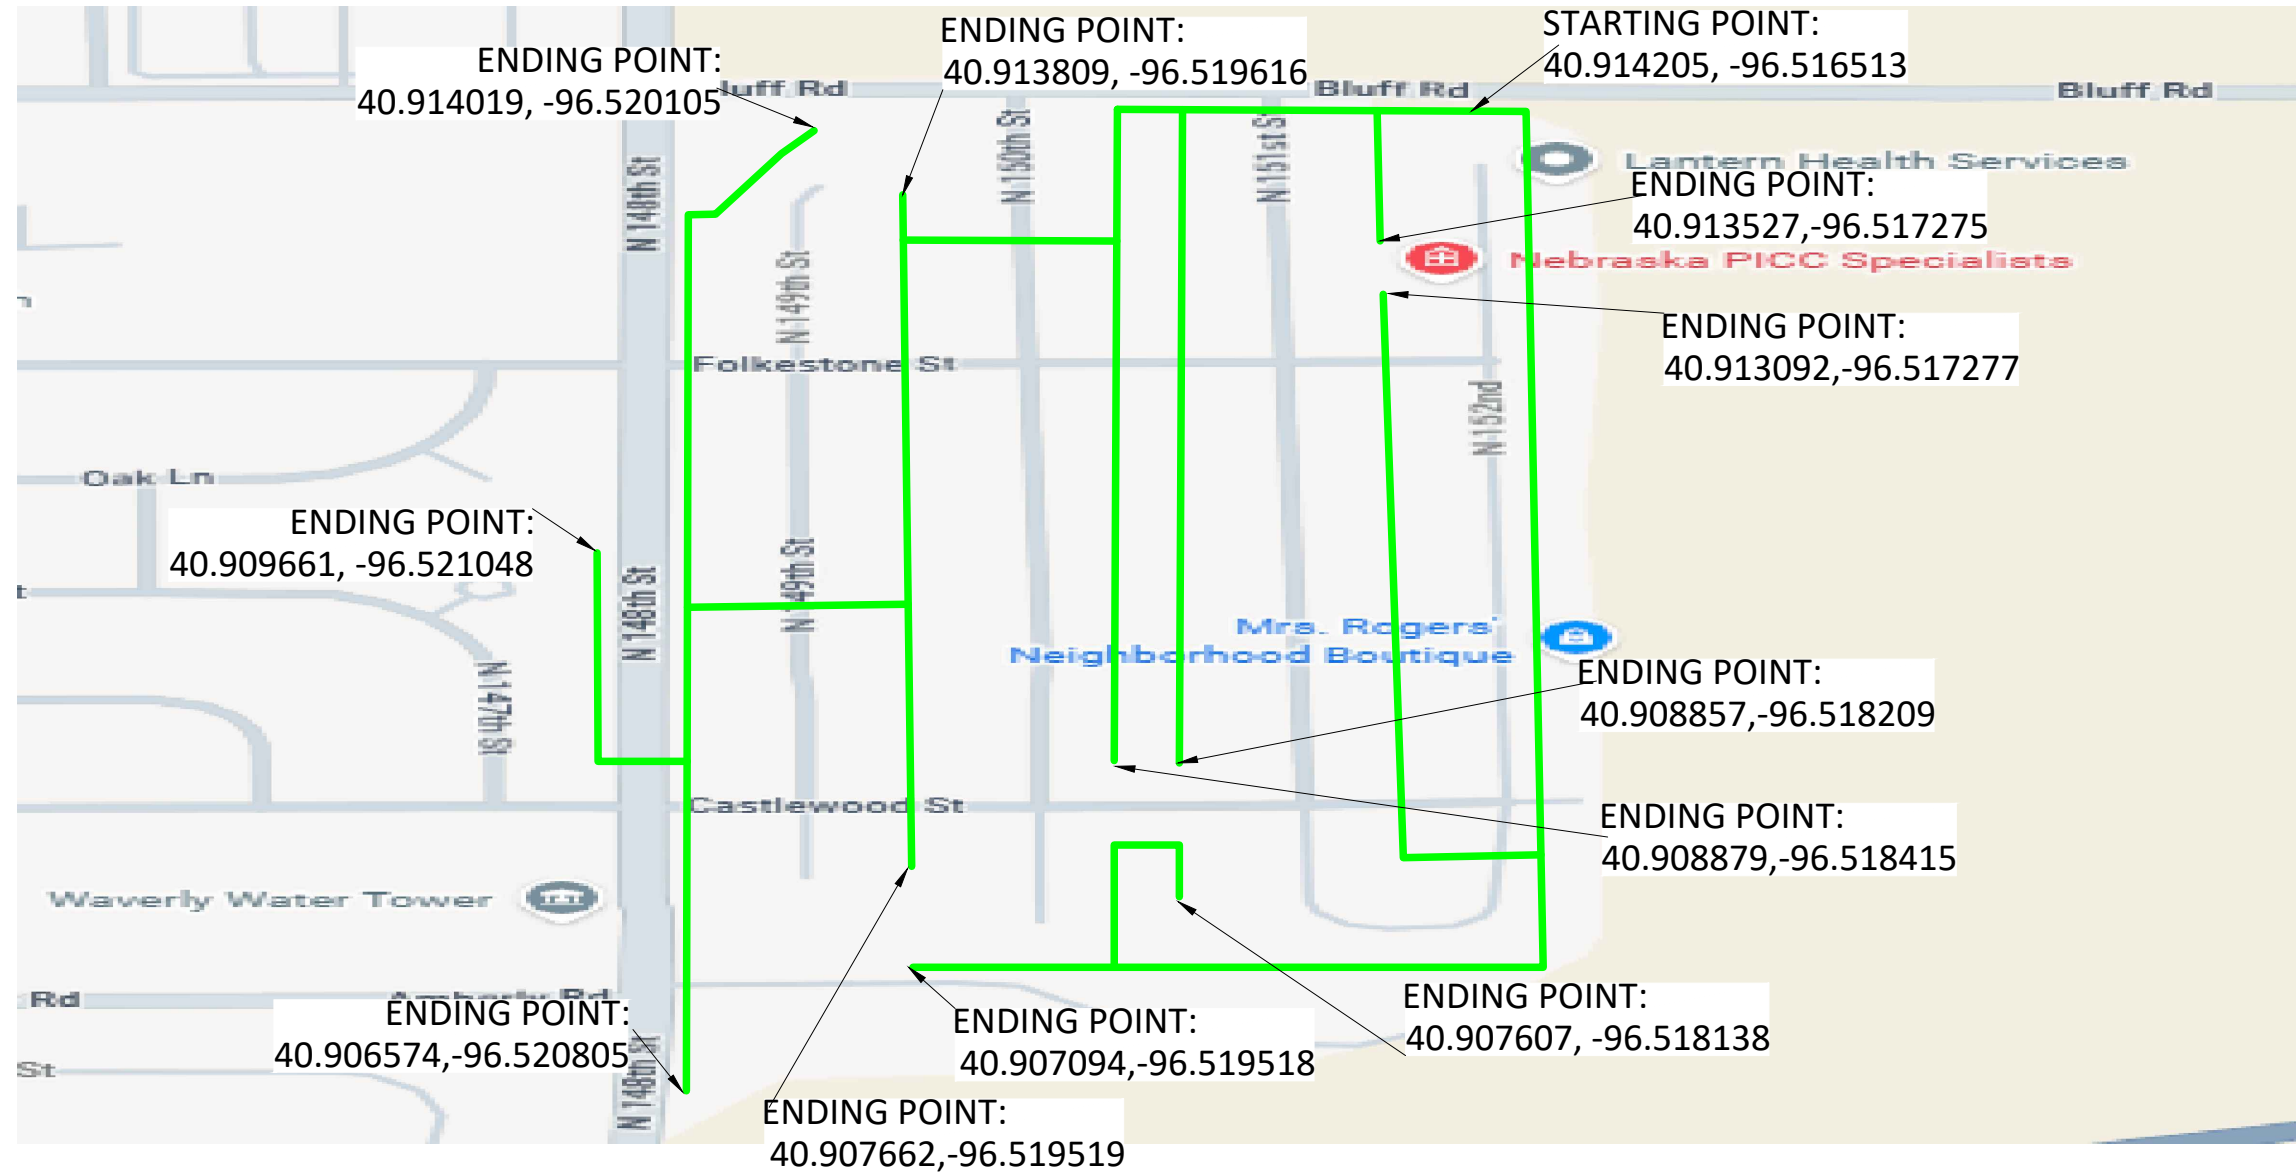 ENDING POINT:
40.913809, -96.519616
STARTING POINT:
40.914205, -96.516513
ENDING POINT:
40.914019, -96.520105
luff Rd
Bluff Rd
Bluff Rd
N 148th St
N 150th St
N 151st St
Lantern Health Services
ENDING POINT:
40.913527,-96.517275
Nebraska PICC Specialists
N 149th St
n
ENDING POINT:
40.913092,-96.517277
Folkestone St
N 152nd
Oak Ln
ENDING POINT:
40.909661, -96.521048
N 148th St
N 149th St
t
Mrs. Rogers'
Neighborhood Boutique
N 147th St
ENDING POINT:
40.908857,-96.518209
Castlewood St
ENDING POINT:
40.908879,-96.518415
Waverly Water Tower
Rd
Amberly Rd
ENDING POINT:
40.906574,-96.520805
ENDING POINT:
40.907094,-96.519518
ENDING POINT:
40.907607, -96.518138
St
N 148th St
ENDING POINT:
40.907662,-96.519519